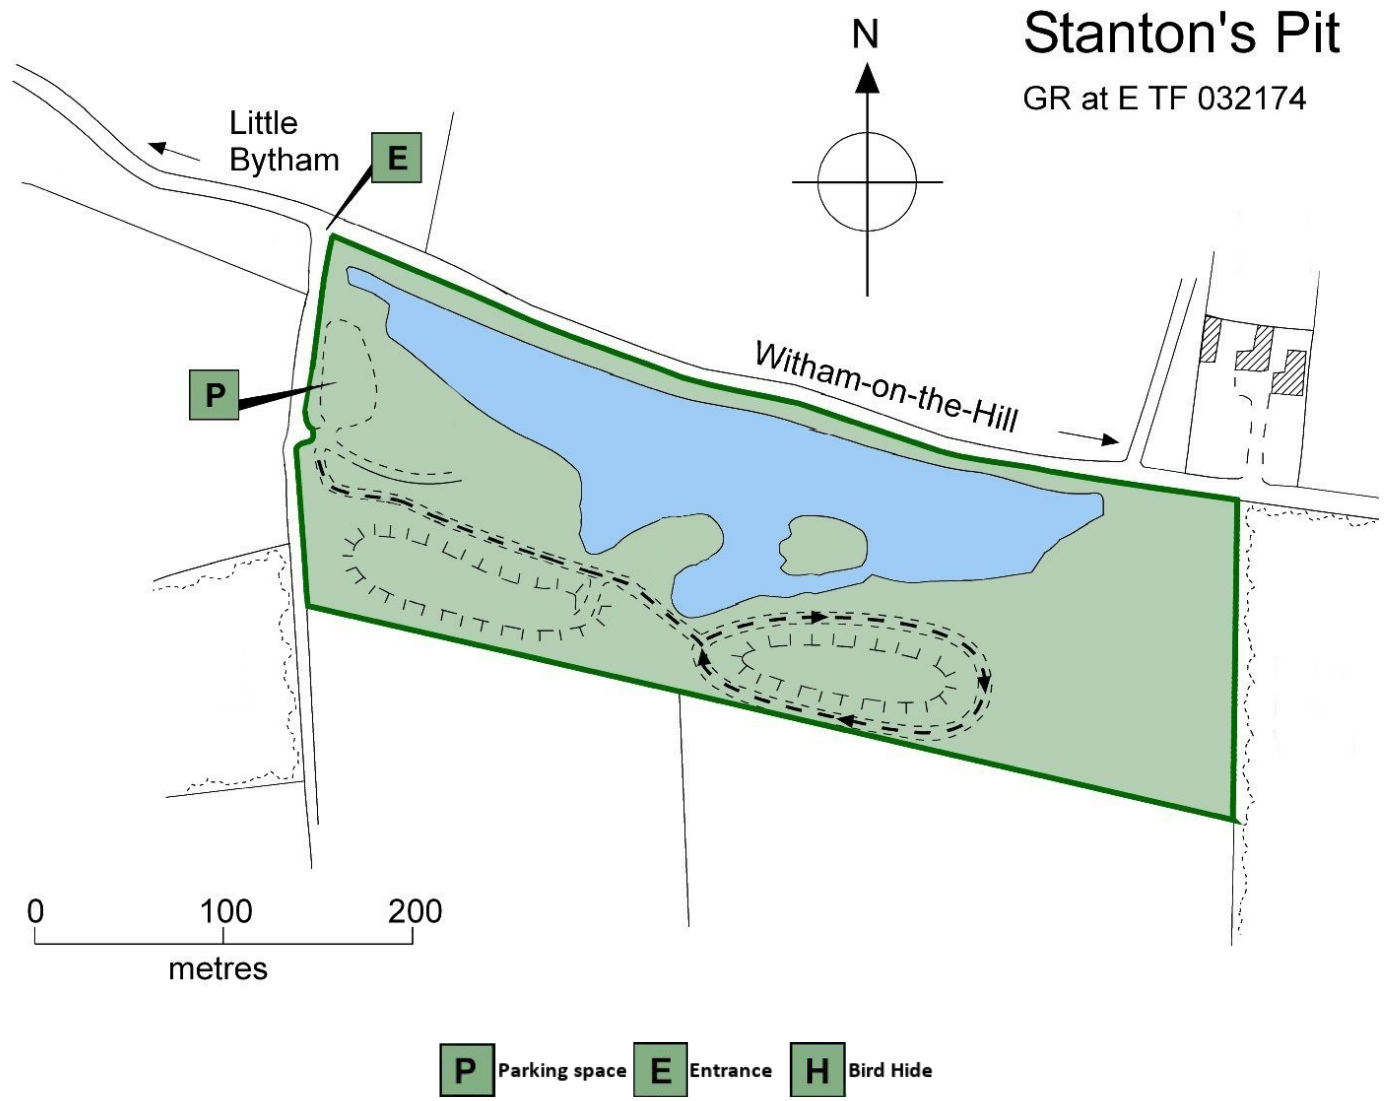 Stanton's Pit
GR at E TF 032174
N
Little
Bytham
E
P
Witham-on-the-Hill
0 100 200
metres
P Parking space E Entrance H Bird Hide